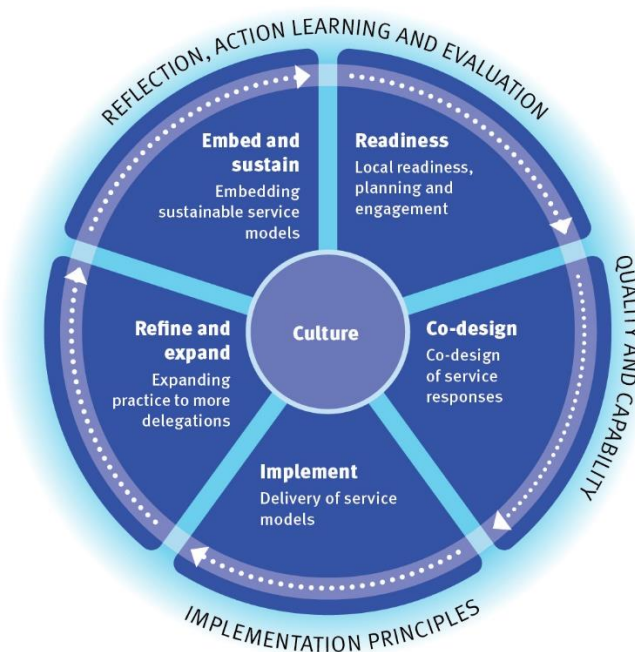 REFLECTION, ACTION LEARNING AND EVALUATION
Embed and
sustain
Embedding
sustainable service
models
Readiness
Local readiness,
planning and
engagement
QUALITY AND CAPABILITY
Refine and
expand
Expanding
practice to more
delegations
Culture
Co-design
Co-design
of service
responses
Implement
Delivery of service
models
IMPLEMENTATION PRINCIPLES